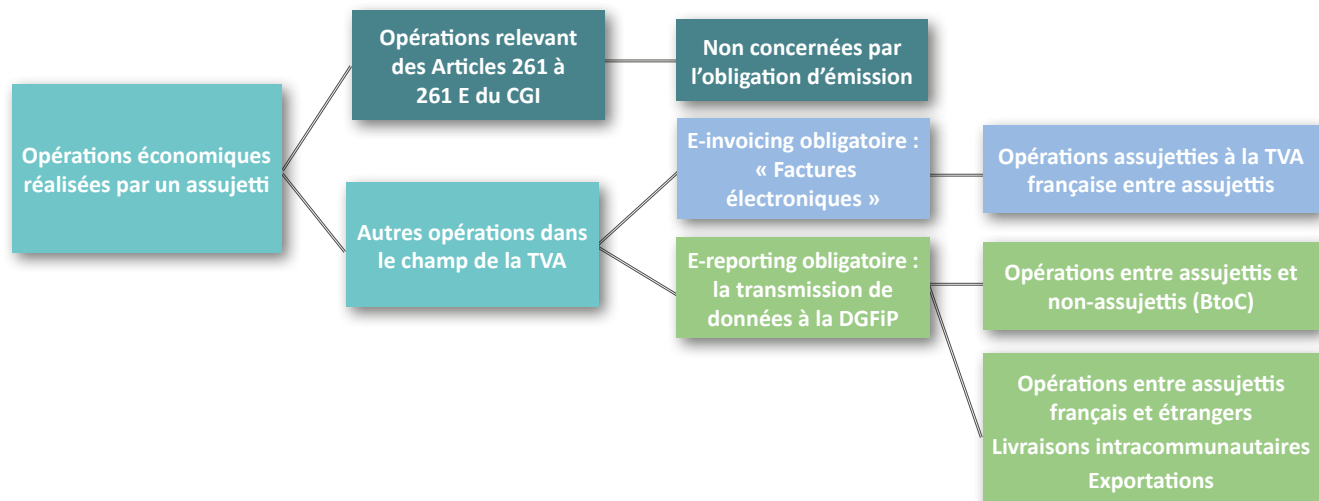 Opérations économiques
réalisées par un assujetti
Opérations relevant
des Articles 261 à
261 E du CGI
Non concernées par
l’obligation d’émission
Autres opérations dans
le champ de la TVA
E-invoicing obligatoire :
« Factures
électroniques »
Opérations assujetties à la TVA
française entre assujettis
E-reporting obligatoire :
la transmission de
données à la DGFiP
Opérations entre assujettis et
non-assujettis (BtoC)
Opérations entre assujettis
français et étrangers
Livraisons intracommunautaires
Exportations